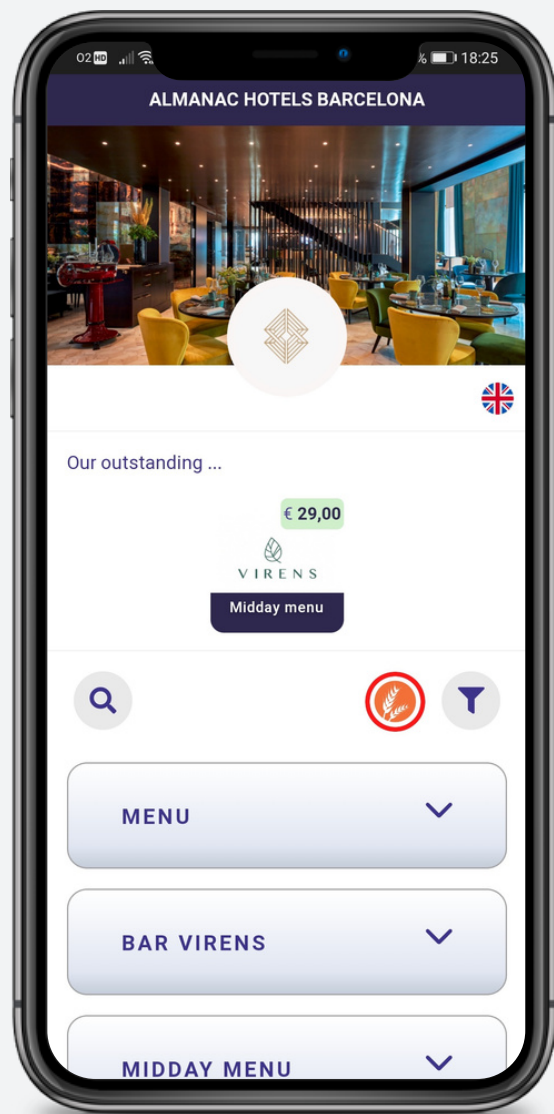 O2 HD % 18:25
ALMANAC HOTELS BARCELONA
Our outstanding ...
€ 29,00
VIRENS
Midday menu
MENU
BAR VIRENS
MIDDAY MENU